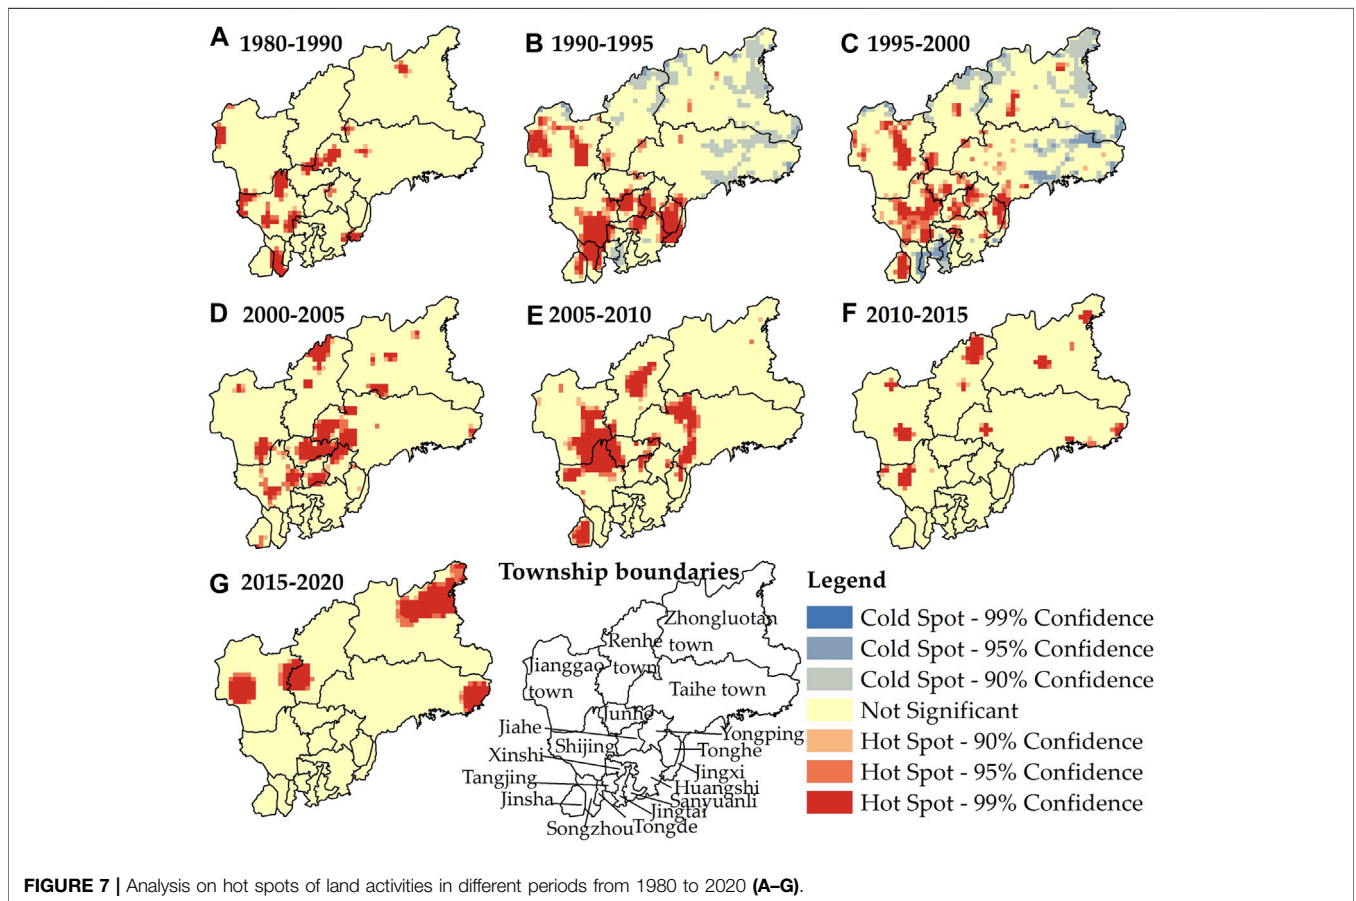 A 1980-1990
B 1990-1995
C 1995-2000
D 2000-2005
E 2005-2010
F 2010-2015
G 2015-2020
Township boundaries
Zhongluotan
town
Renhe
town
Jianggao
town
Taihe town
Junhe
Jiahe
Yongping
Shijing
Tonghe
Xinshi
Jingxi
Tangjing
Huangshi
Sanyuanli
Jinsha
Jingtai
Songzhou
Tongde
Legend
Cold Spot - 99% Confidence
Cold Spot - 95% Confidence
Cold Spot - 90% Confidence
Not Significant
Hot Spot - 90% Confidence
Hot Spot - 95% Confidence
Hot Spot - 99% Confidence
FIGURE 7 | Analysis on hot spots of land activities in different periods from 1980 to 2020 (A–G).